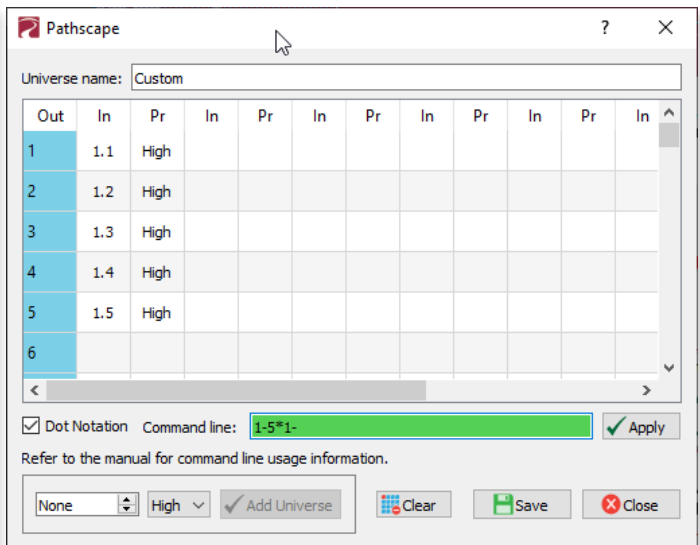 Pathscape ?
Universe name: Custom
Out In Pr In Pr In Pr In Pr In Pr In
1 1.1 High
2 1.2 High
3 1.3 High
4 1.4 High
5 1.5 High
6
Dot Notation Command line: 1-5*1- Apply
Refer to the manual for command line usage information.
None High Add Universe Clear Save Close